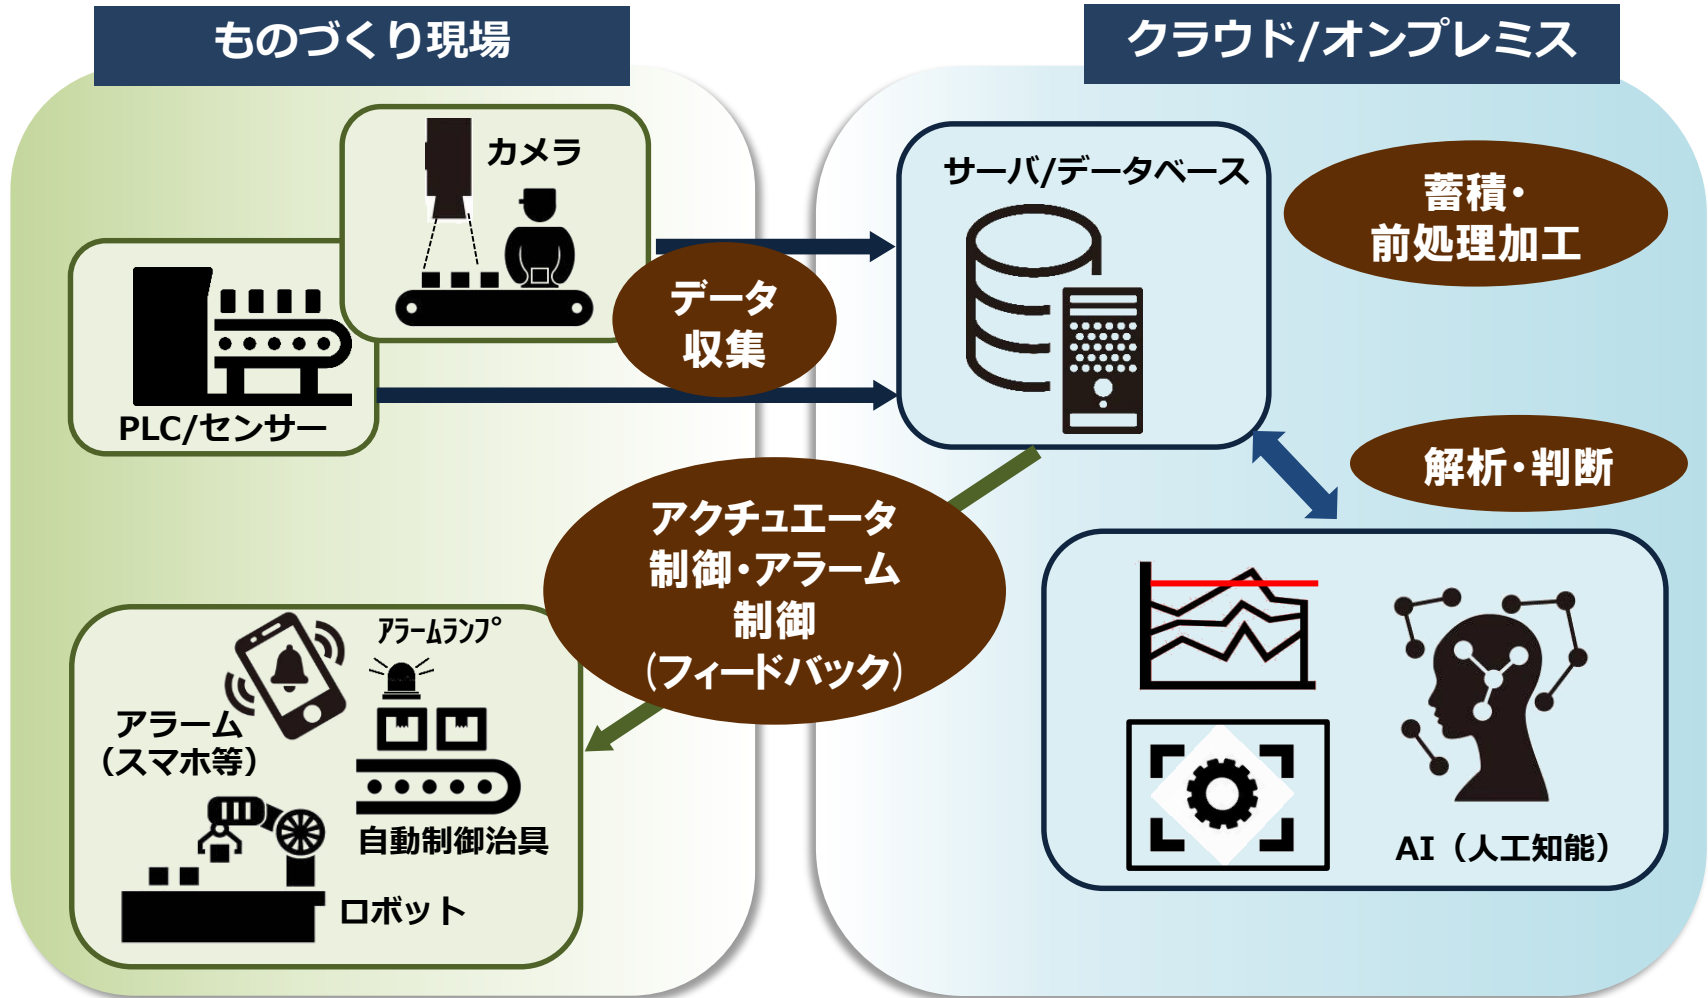 ものづくり現場
クラウド/オンプレミス
カメラ
PLC/センサー
データ
収集
サーバ/データベース
蓄積・
前処理加工
解析・判断
アクチュエータ
制御・アラーム
制御
(フィードバック)
ｱﾗｰﾑﾗﾝﾌﾟ
アラーム
（スマホ等）
自動制御治具
ロボット
AI（人工知能）